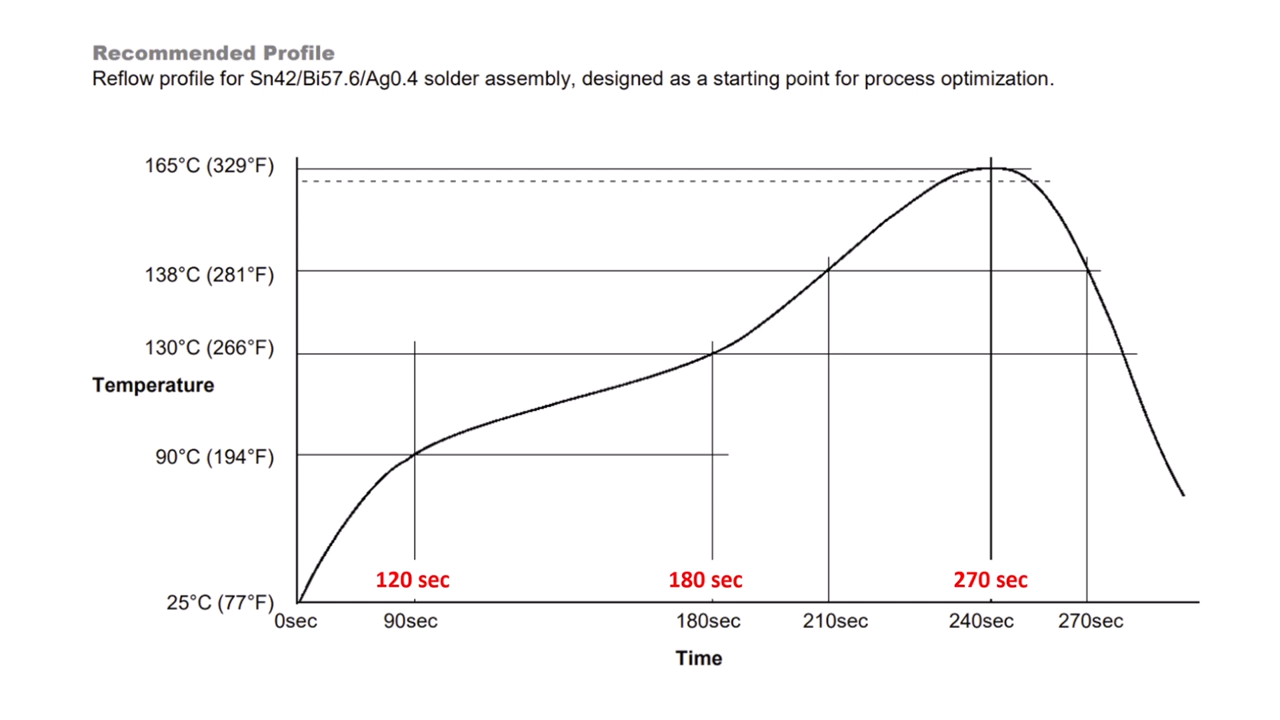 Recommended Profile
Reflow profile for Sn42/Bi57.6/Ag0.4 solder assembly, designed as a starting point for process optimization.
165°C (329°F)
138°C (281°F)
130°C (266°F)
Temperature
90°C (194°F)
120 sec 180 sec 270 sec
25°C (77°F)
0sec 90sec 180sec 210sec 240sec 270sec
Time